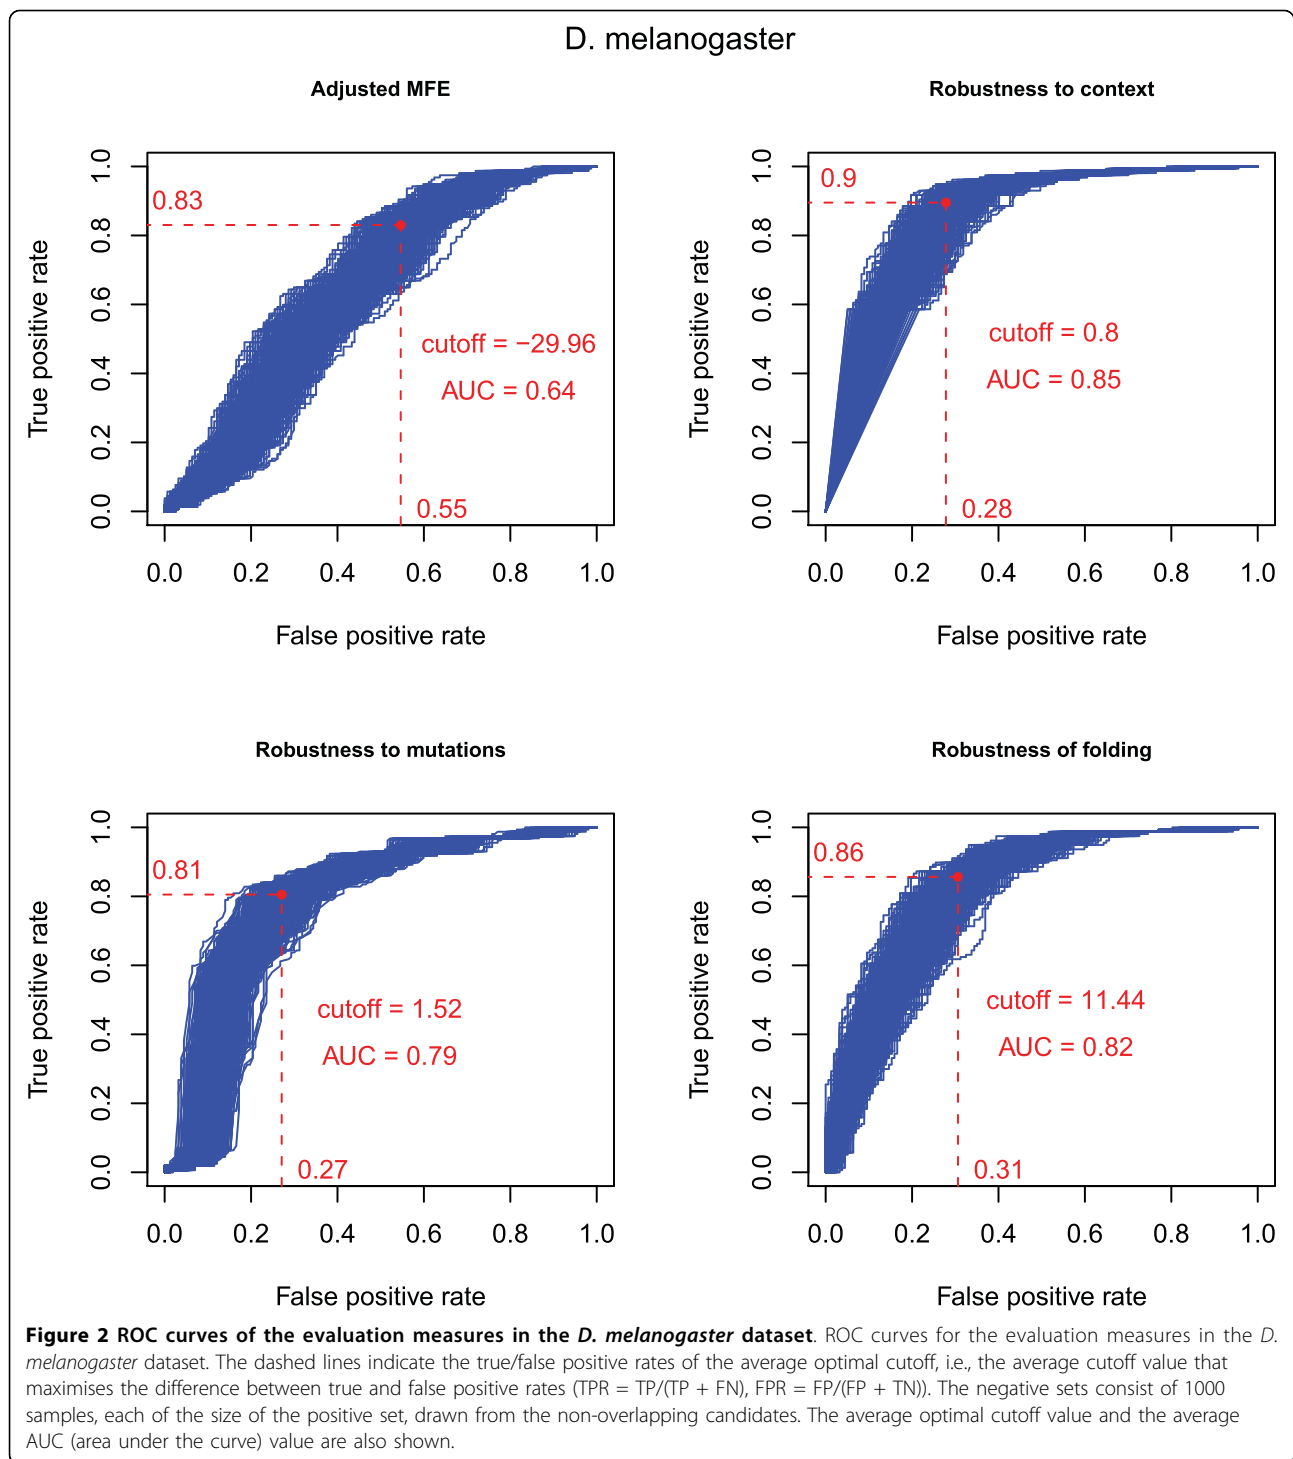 D. melanogaster
Adjusted MFE
True positive rate
0.0 0.2 0.4 0.6 0.8 1.0
0.83
cutoff = −29.96
AUC = 0.64
0.55
0.0 0.2 0.4 0.6 0.8 1.0
False positive rate
Robustness to context
True positive rate
0.0 0.2 0.4 0.6 0.8 1.0
0.9
cutoff = 0.8
AUC = 0.85
0.28
0.0 0.2 0.4 0.6 0.8 1.0
False positive rate
Robustness to mutations
True positive rate
0.0 0.2 0.4 0.6 0.8 1.0
0.81
cutoff = 1.52
AUC = 0.79
0.27
0.0 0.2 0.4 0.6 0.8 1.0
False positive rate
Robustness of folding
True positive rate
0.0 0.2 0.4 0.6 0.8 1.0
0.86
cutoff = 11.44
AUC = 0.82
0.31
0.0 0.2 0.4 0.6 0.8 1.0
False positive rate
Figure 2 ROC curves of the evaluation measures in the D. melanogaster dataset. ROC curves for the evaluation measures in the D.
melanogaster dataset. The dashed lines indicate the true/false positive rates of the average optimal cutoff, i.e., the average cutoff value that
maximises the difference between true and false positive rates (TPR = TP/(TP + FN), FPR = FP/(FP + TN)). The negative sets consist of 1000
samples, each of the size of the positive set, drawn from the non-overlapping candidates. The average optimal cutoff value and the average
AUC (area under the curve) value are also shown.